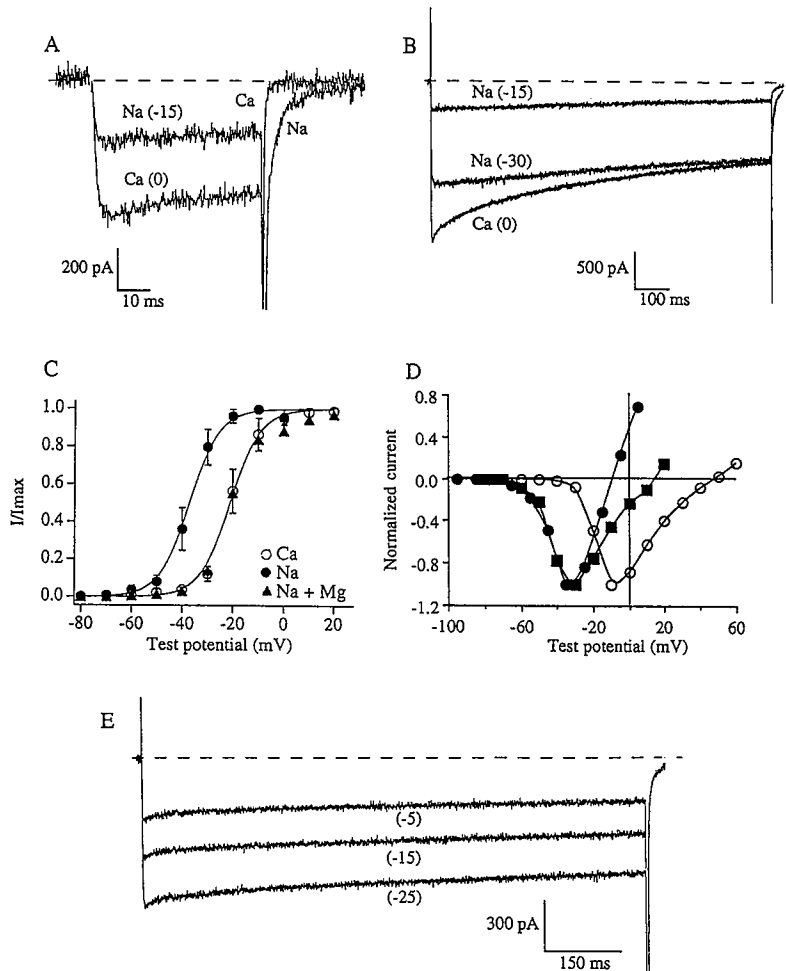 A
Na (-15)
Ca
Na
Ca (0)
200 pA
10 ms
B
Na (-15)
Na (-30)
Ca (0)
500 pA
100 ms
C
I/Imax
1.0
0.8
0.6
0.4
0.2
0.0
Ca
Na
Na + Mg
-80 -60 -40 -20 0 20
Test potential (mV)
D
Normalized current
0.8
0.4
0.0
-0.4
-0.8
-1.2
-100 -60 -20 20 60
Test potential (mV)
E
(-5)
(-15)
(-25)
300 pA
150 ms